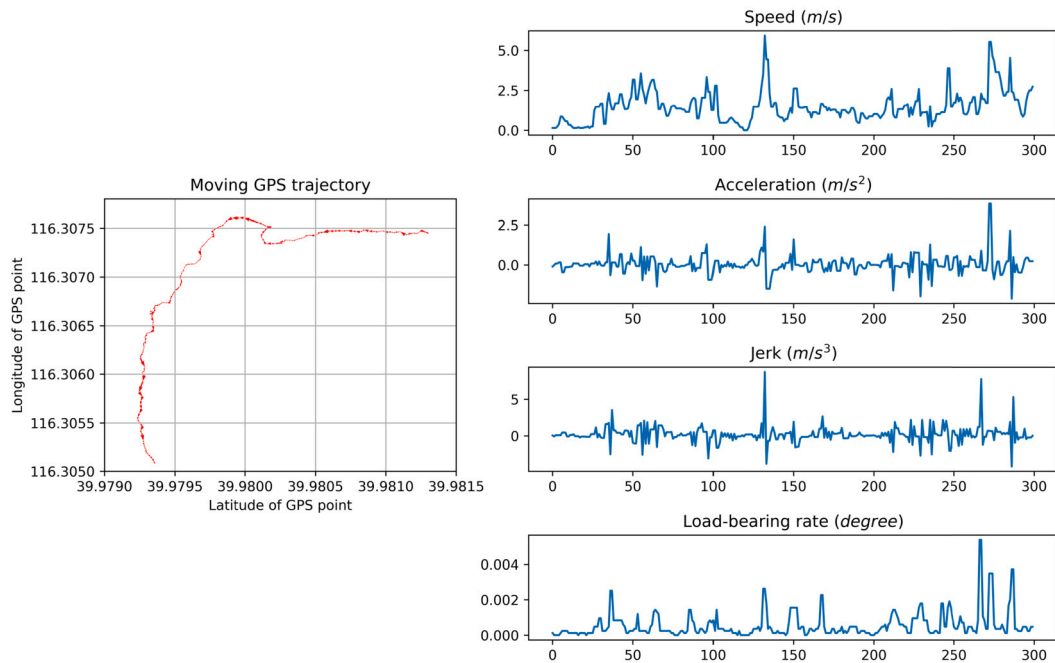 Moving GPS trajectory
116.3075
116.3070
116.3065
116.3060
116.3055
116.3050
39.9790 39.9795 39.9800 39.9805 39.9810 39.9815
Longitude of GPS point
Latitude of GPS point
Speed (m/s)
5.0
2.5
0.0
0 50 100 150 200 250 300
Acceleration (m/s²)
2.5
0.0
0 50 100 150 200 250 300
Jerk (m/s³)
5
0
0 50 100 150 200 250 300
Load-bearing rate (degree)
0.004
0.002
0.000
0 50 100 150 200 250 300